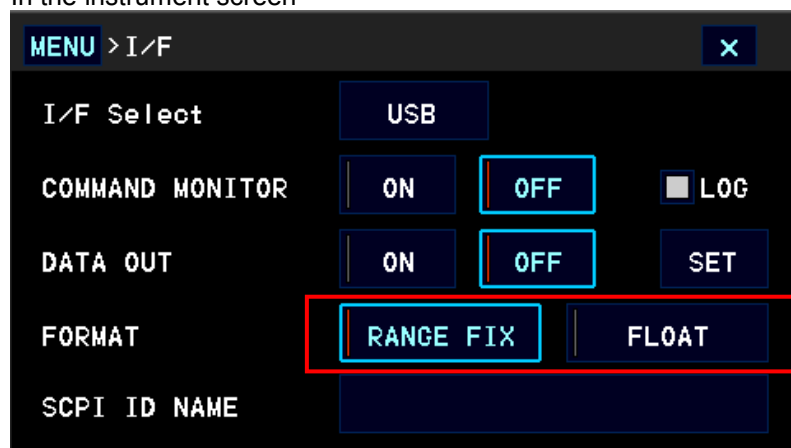 In the instrument screen
MENU >I/F ×
I/F Select USB
COMMAND MONITOR ON OFF LOG
DATA OUT ON OFF SET
FORMAT RANGE FIX FLOAT
SCPI ID NAME